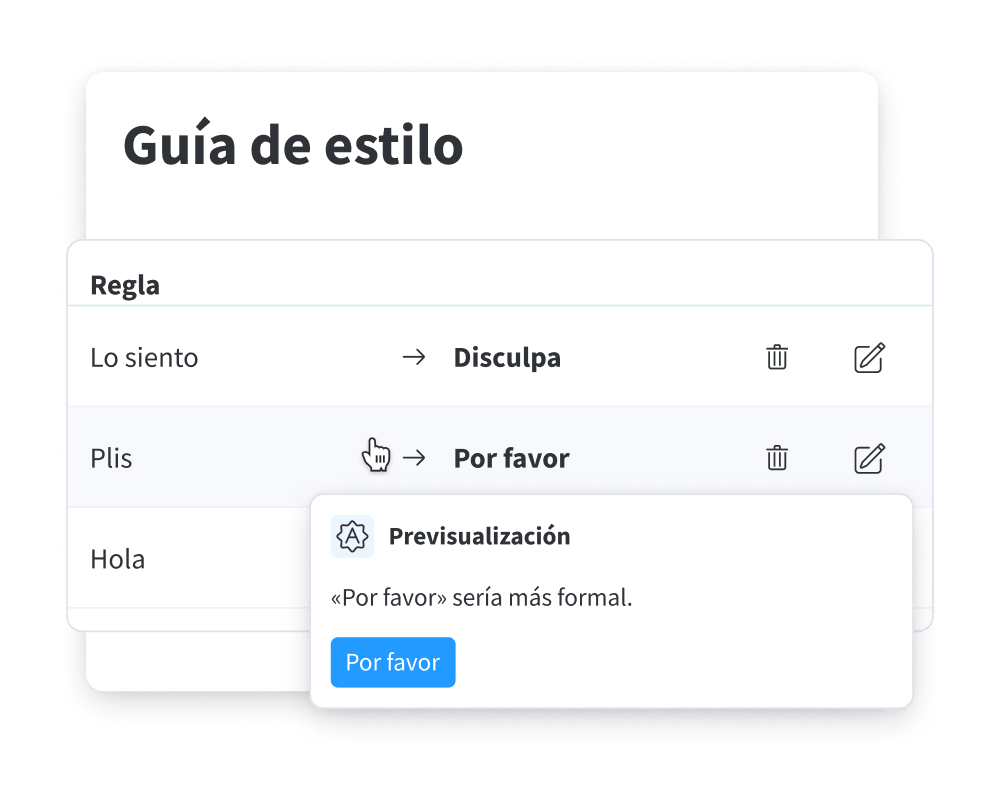 Guía de estilo
Regla
Lo siento → Disculpa
Plis → Por favor
Hola
A Previsualización
«Por favor» sería más formal.
Por favor